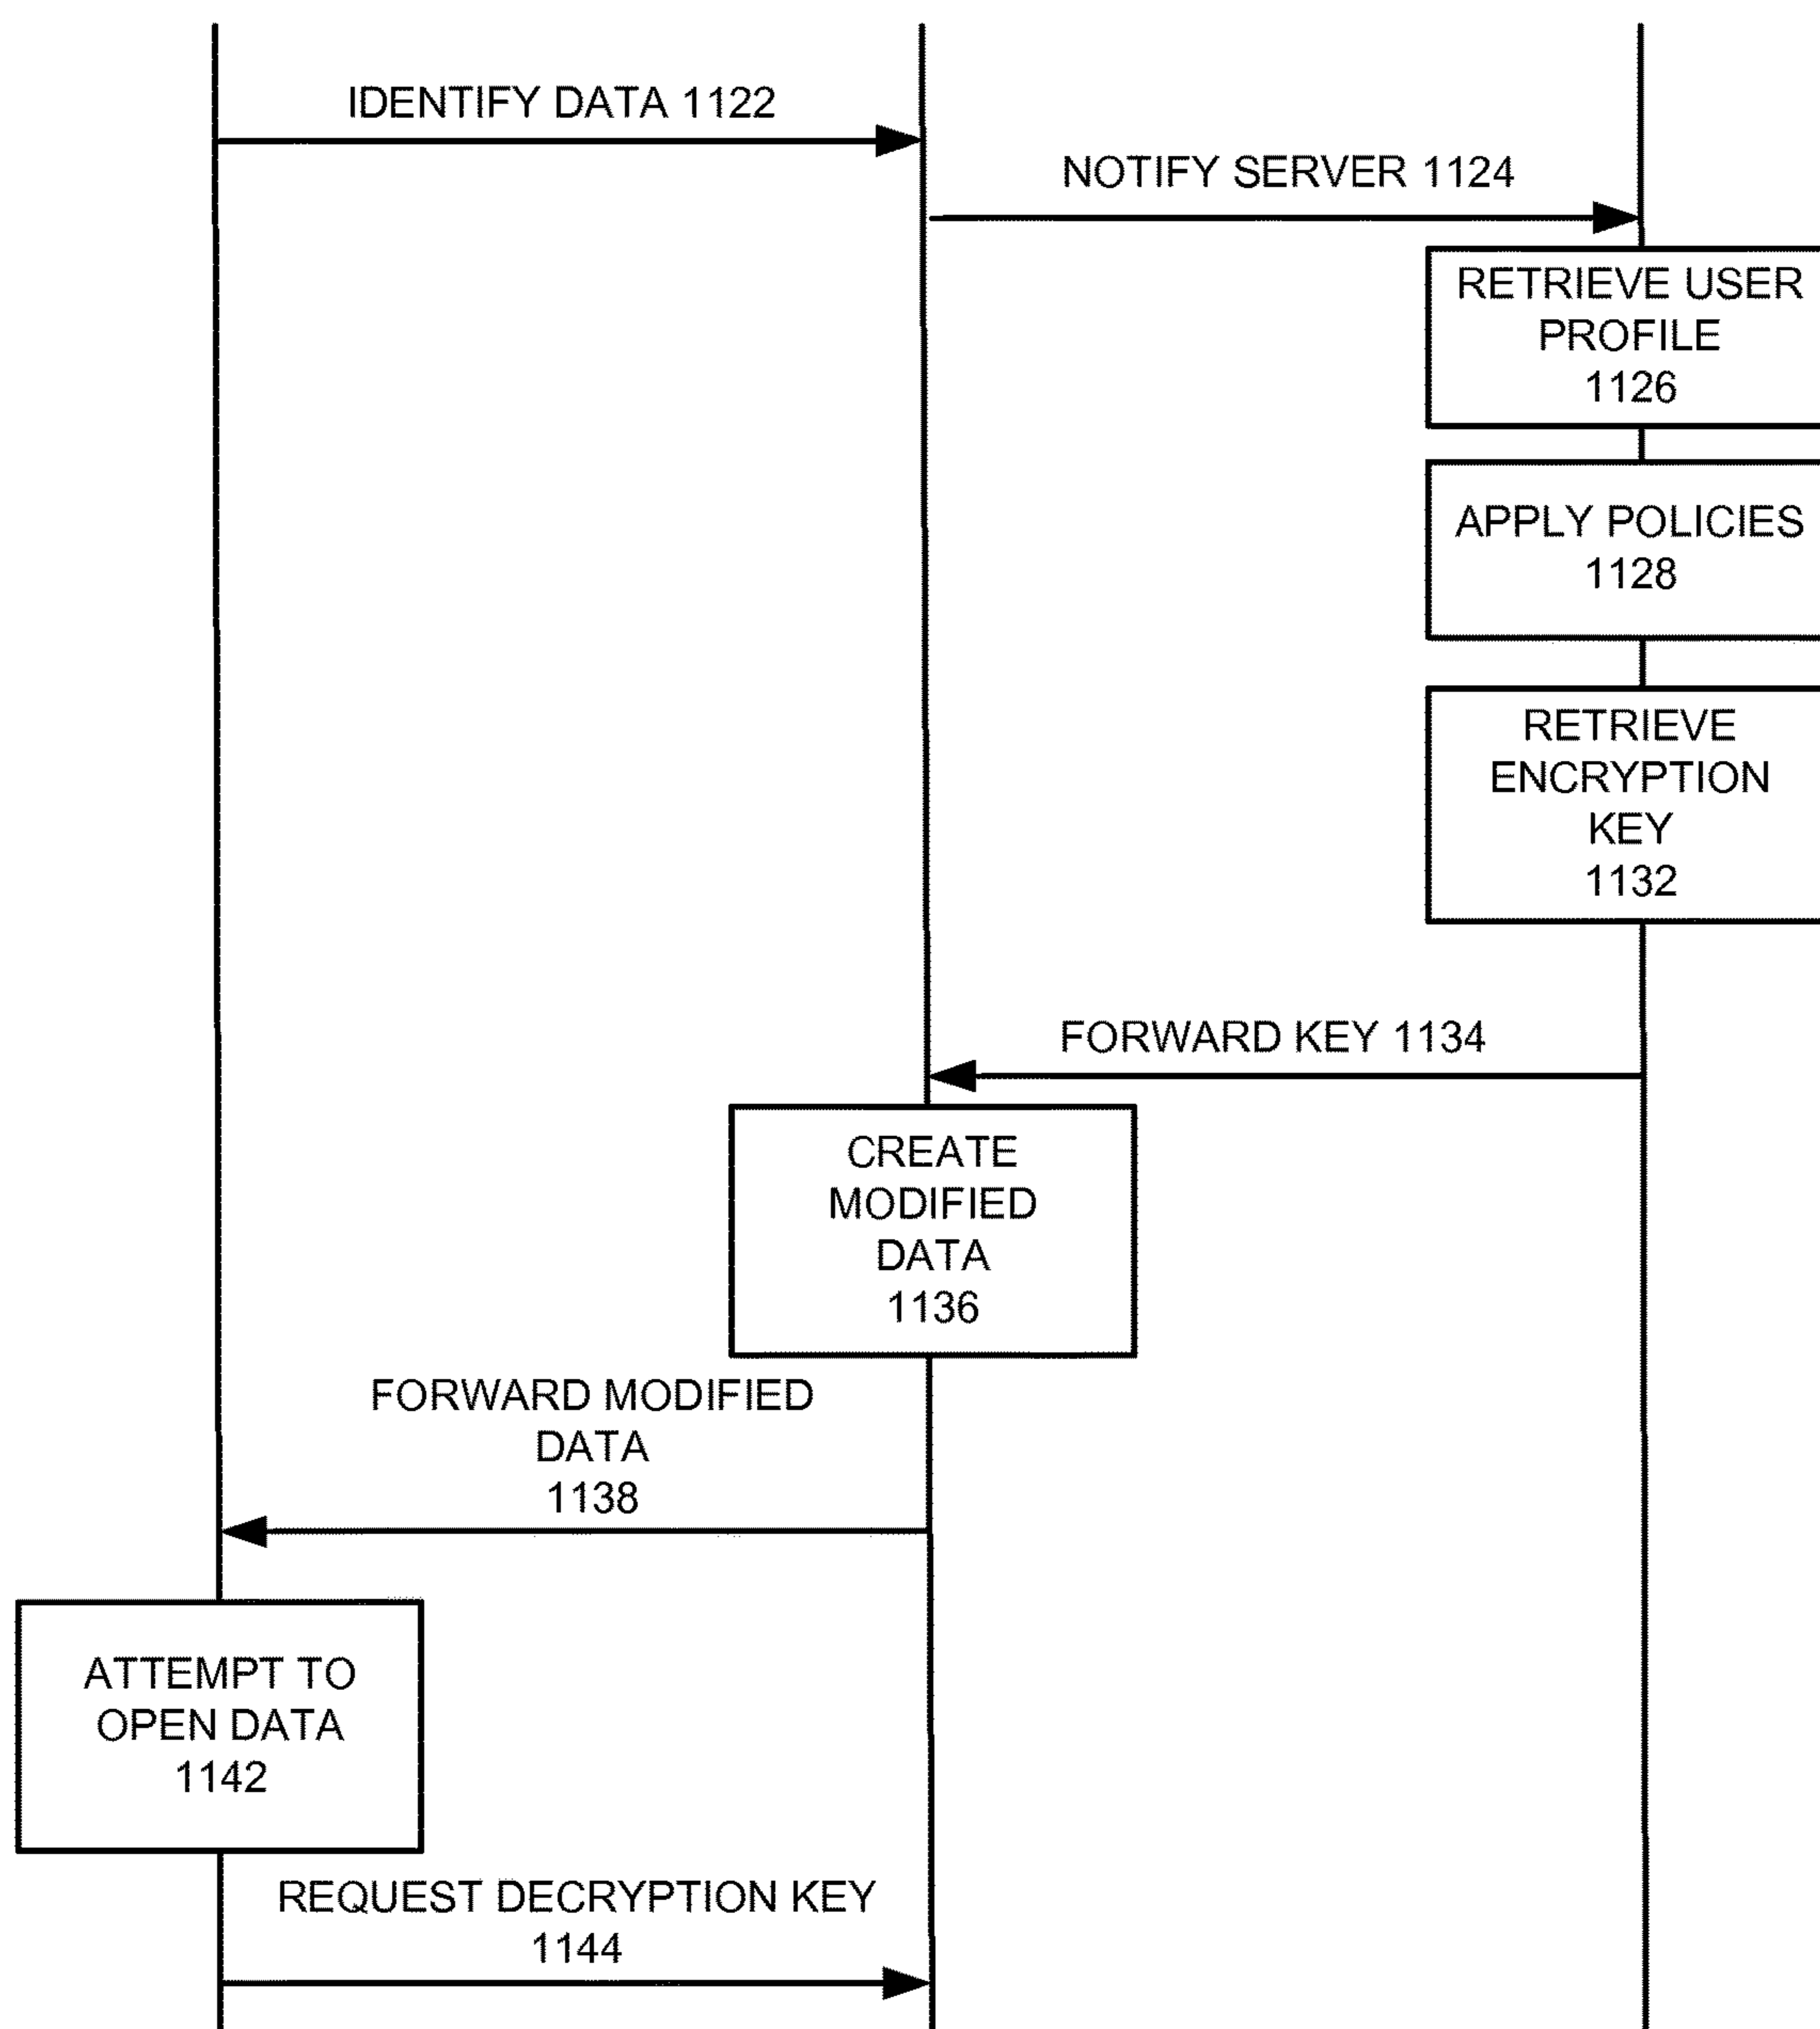 IDENTIFY DATA 1122
NOTIFY SERVER 1124
RETRIEVE USER
PROFILE
1126
APPLY POLICIES
1128
RETRIEVE
ENCRYPTION
KEY
1132
FORWARD KEY 1134
CREATE
MODIFIED
DATA
1136
FORWARD MODIFIED
DATA
1138
ATTEMPT TO
OPEN DATA
1142
REQUEST DECRYPTION KEY
1144